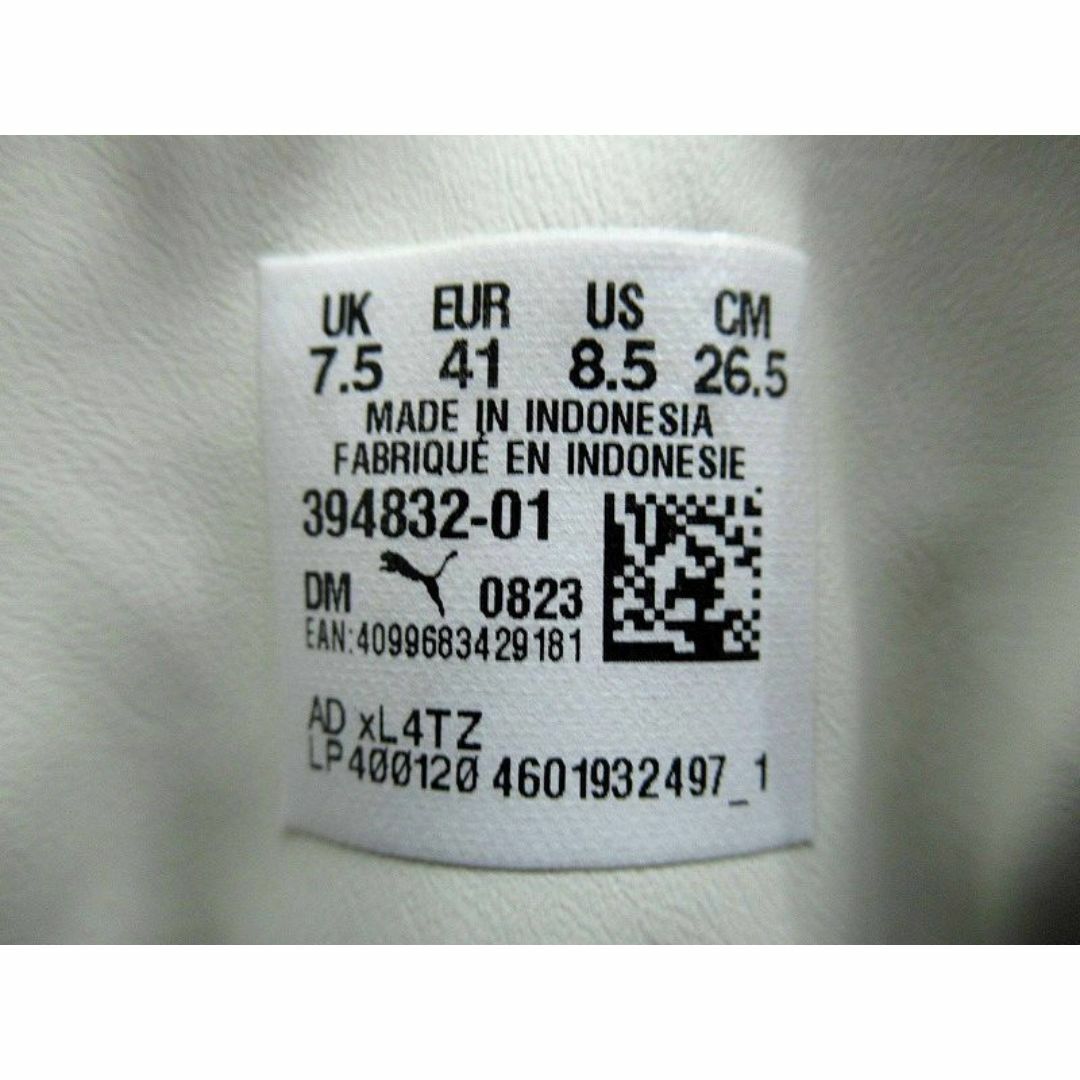 UK EUR US CM
7.5 41 8.5 26.5
MADE IN INDONESIA
FABRIQUÉ EN INDONESIE
394832-01
DM 0823
EAN:4099683429181
AD xL4TZ
LP400120 4601932497_1